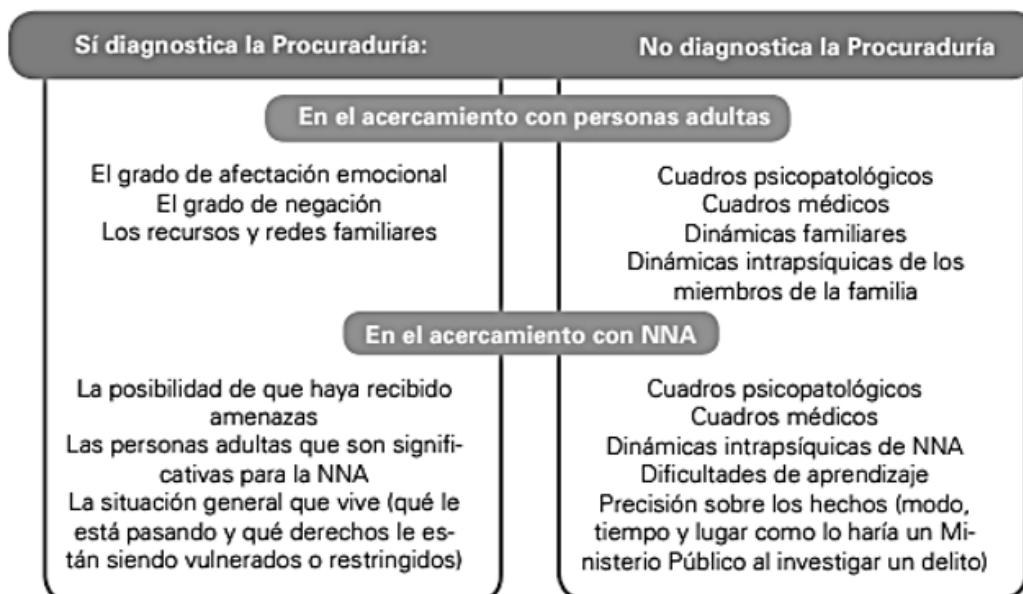 Sí diagnostica la Procuraduría:
No diagnostica la Procuraduría
En el acercamiento con personas adultas
El grado de afectación emocional
El grado de negación
Los recursos y redes familiares
Cuadros psicopatológicos
Cuadros médicos
Dinámicas familiares
Dinámicas intrapsíquicas de los
miembros de la familia
En el acercamiento con NNA
La posibilidad de que haya recibido
amenazas
Las personas adultas que son signifi-
cativas para la NNA
La situación general que vive (qué le
está pasando y qué derechos le es-
tán siendo vulnerados o restringidos)
Cuadros psicopatológicos
Cuadros médicos
Dinámicas intrapsíquicas de NNA
Dificultades de aprendizaje
Precisión sobre los hechos (modo,
tiempo y lugar como lo haría un Mi-
nisterio Público al investigar un delito)